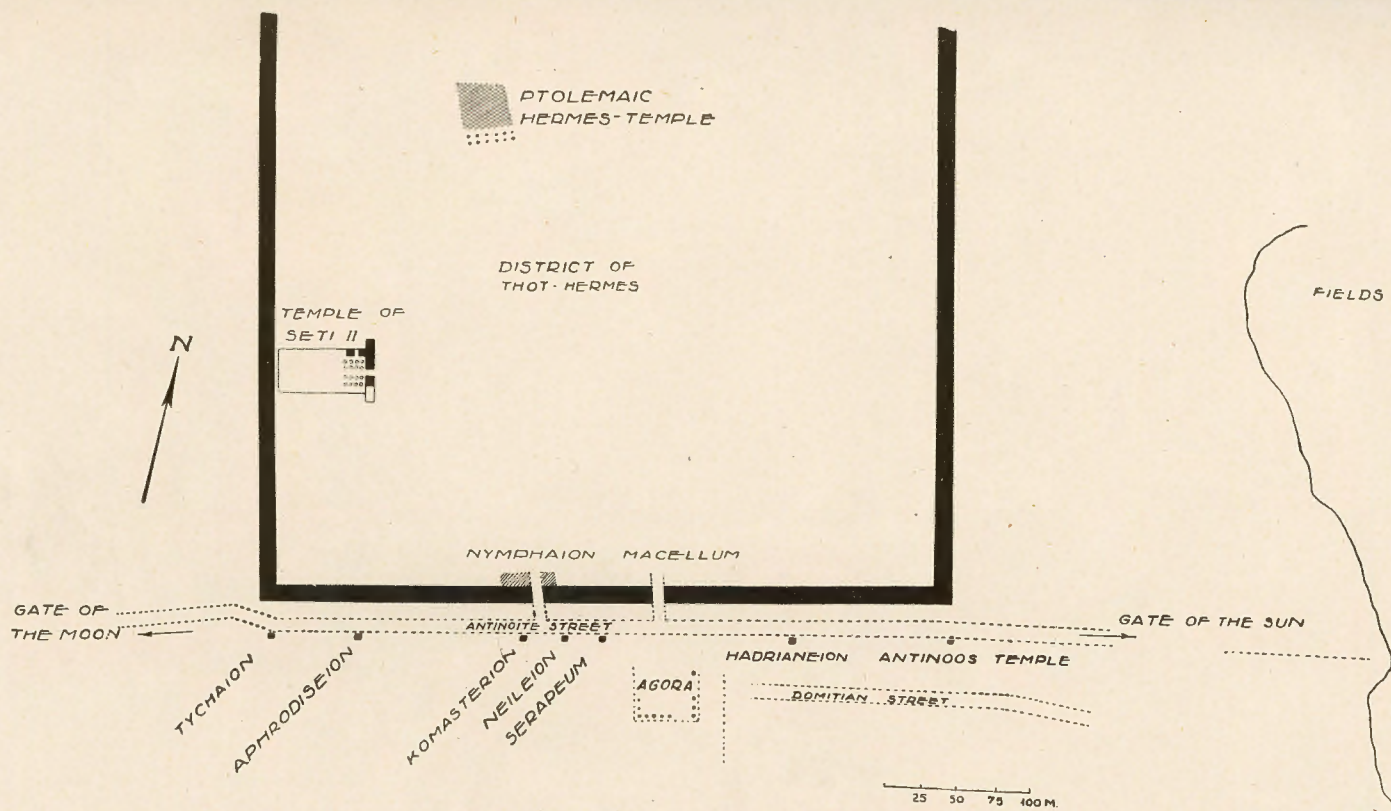 PTOLEMAIC
HERMES-TEMPLE
DISTRICT OF
THOT-HERMES
FIELDS
TEMPLE OF
SETI II
N
NYMPHAION MACELLUM
GATE OF
THE MOON
ANTINOITE STREET
GATE OF THE SUN
TYCHAION
APHRODISEION
KOMASTERION
NEILEION
SERAPEUM
AGORA
HADRIANEION ANTINOOS TEMPLE
DOMITIAN STREET
25 50 75 100 M.